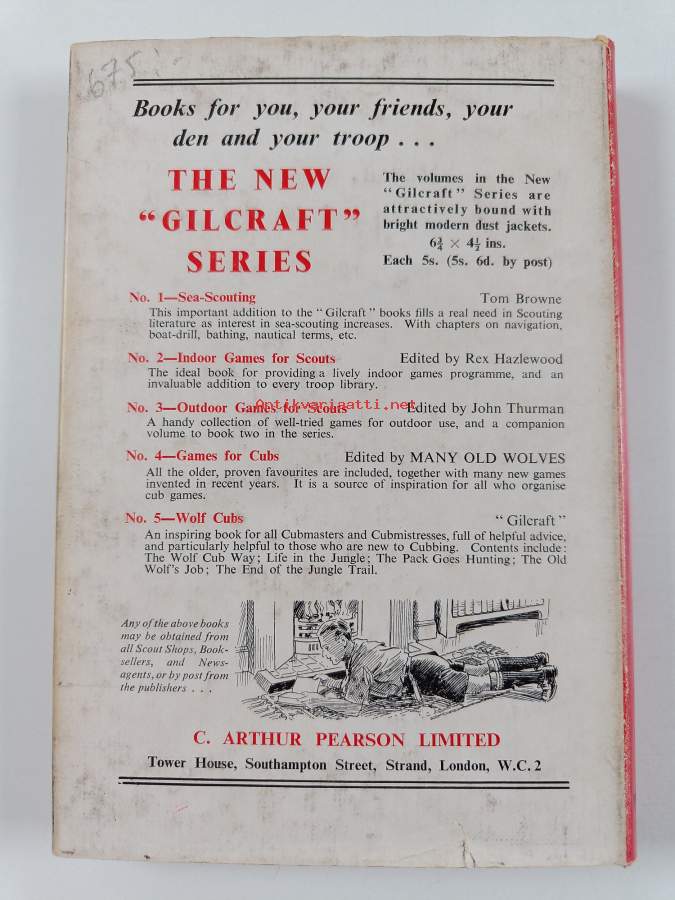 675
Books for you, your friends, your
den and your troop . . .
THE NEW
“GILCRAFT”
SERIES
The volumes in the New
“Gilcraft” Series are
attractively bound with
bright modern dust jackets.
6¾ × 4½ ins.
Each 5s. (5s. 6d. by post)
No. 1—Sea-Scouting Tom Browne
This important addition to the “Gilcraft” books fills a real need in Scouting
literature as interest in sea-scouting increases. With chapters on navigation,
boat-drill, bathing, nautical terms, etc.
No. 2—Indoor Games for Scouts Edited by Rex Hazlewood
The ideal book for providing a lively indoor games programme, and an
invaluable addition to every troop library.
Antikvariaatti.net
No. 3—Outdoor Games for Scouts Edited by John Thurman
A handy collection of well-tried games for outdoor use, and a companion
volume to book two in the series.
No. 4—Games for Cubs Edited by MANY OLD WOLVES
All the older, proven favourites are included, together with many new games
invented in recent years. It is a source of inspiration for all who organise
cub games.
No. 5—Wolf Cubs “Gilcraft”
An inspiring book for all Cubmasters and Cubmistresses, full of helpful advice,
and particularly helpful to those who are new to Cubbing. Contents include:
The Wolf Cub Way; Life in the Jungle; The Pack Goes Hunting; The Old
Wolf's Job; The End of the Jungle Trail.
Any of the above books
may be obtained from
all Scout Shops, Book-
sellers, and News-
agents, or by post from
the publishers . . .
C. ARTHUR PEARSON LIMITED
Tower House, Southampton Street, Strand, London, W.C.2